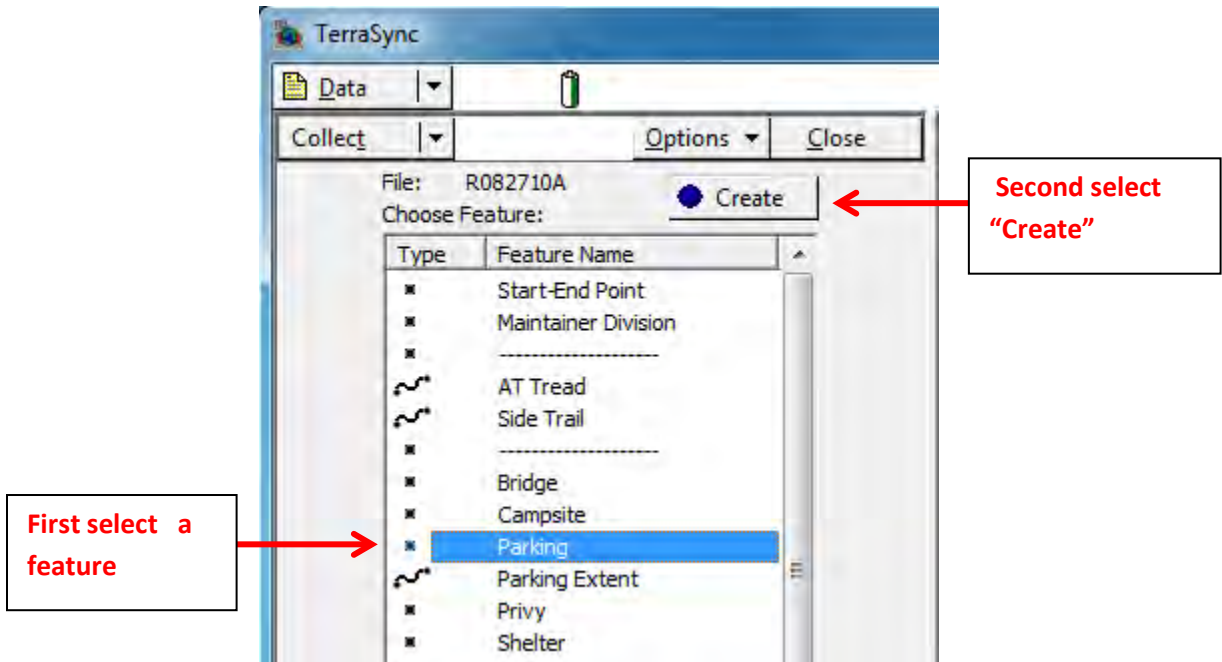 TerraSync
Data
Collect Options Close
File: R082710A Create
Choose Feature:
Second select
“Create”
Type Feature Name
Start-End Point
Maintainer Division
--------------------
AT Tread
Side Trail
--------------------
Bridge
Campsite
First select a
feature
Parking
Parking Extent
Privy
Shelter